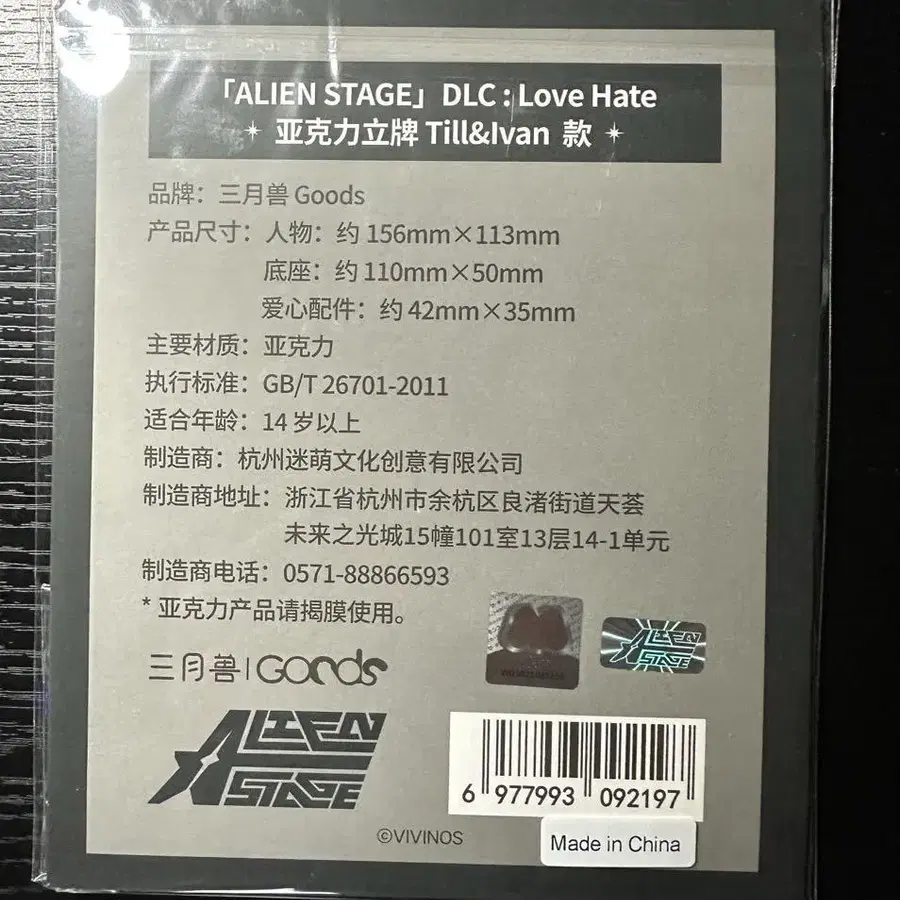 「ALIEN STAGE」DLC : Love Hate
亚克力立牌 Till&Ivan 款
品牌：三月兽 Goods
产品尺寸：人物：约 156mm×113mm
底座：约 110mm×50mm
爱心配件：约 42mm×35mm
主要材质：亚克力
执行标准：GB/T 26701-2011
适合年龄：14 岁以上
制造商：杭州迷萌文化创意有限公司
制造商地址：浙江省杭州市余杭区良渚街道天荟
未来之光城15幢101室13层14-1单元
制造商电话：0571-88866593
* 亚克力产品请揭膜使用。
三月兽 | Goods
ALIEN STAGE
ALIEN STAGE
6 977993 092197
©VIVINOS
Made in China